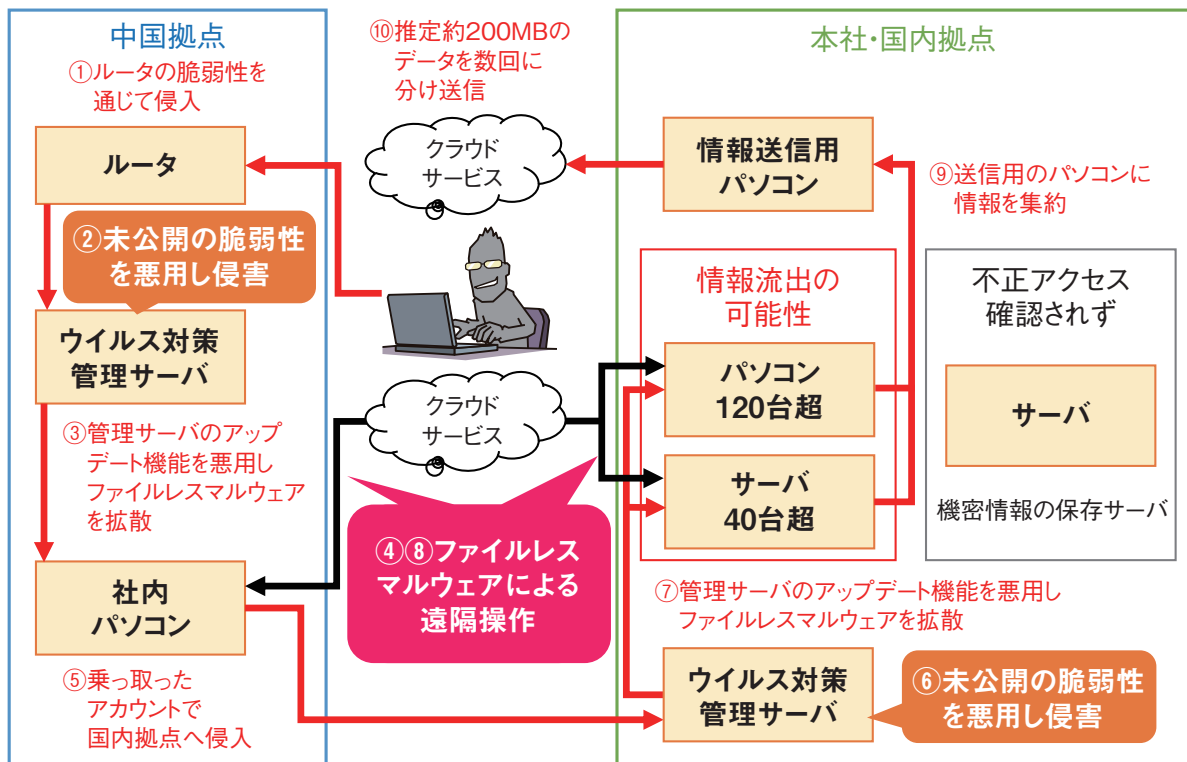 中国拠点
①ルータの脆弱性を
通じて侵入
ルータ
②未公開の脆弱性
を悪用し侵害
ウイルス対策
管理サーバ
③管理サーバのアップ
デート機能を悪用し
ファイルレスマルウェア
を拡散
社内
パソコン
⑤乗っ取った
アカウントで
国内拠点へ侵入
⑩推定約200MBの
データを数回に
分け送信
クラウド
サービス
クラウド
サービス
④⑧ファイルレス
マルウェアによる
遠隔操作
本社・国内拠点
情報送信用
パソコン
⑨送信用のパソコンに
情報を集約
情報流出の
可能性
パソコン
120台超
サーバ
40台超
不正アクセス
確認されず
サーバ
機密情報の保存サーバ
⑦管理サーバのアップデート機能を悪用し
ファイルレスマルウェアを拡散
ウイルス対策
管理サーバ
⑥未公開の脆弱性
を悪用し侵害